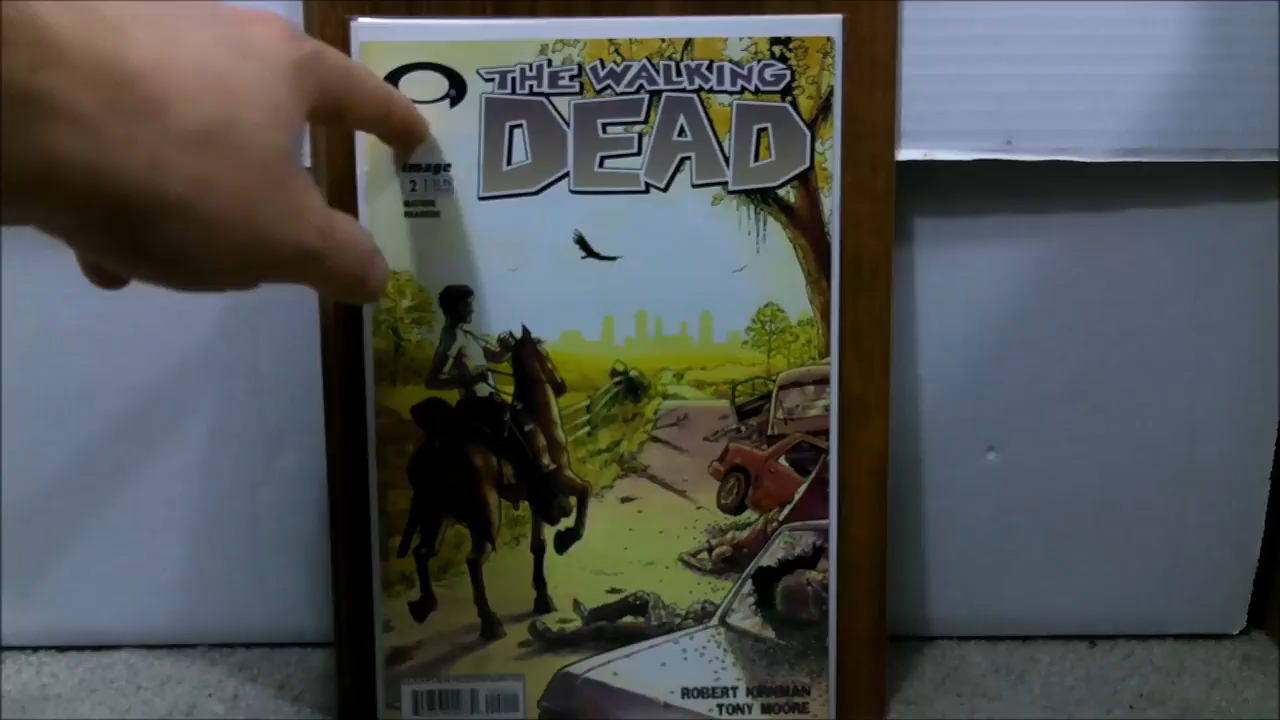 THE WALKING
DEAD
image
2
MATURE
READERS
ROBERT KIRKMAN
TONY MOORE